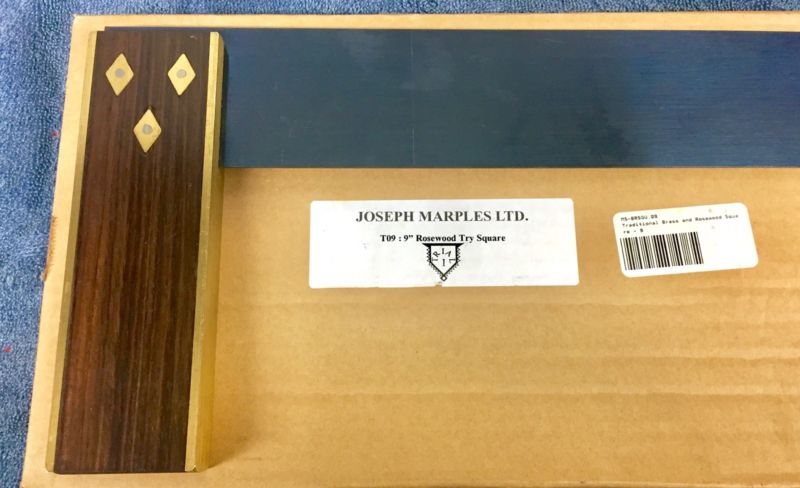 JOSEPH MARPLES LTD.
T09 : 9" Rosewood Try Square
MS-BRSQU.09
Traditional Brass and Rosewood Squa
re - 9